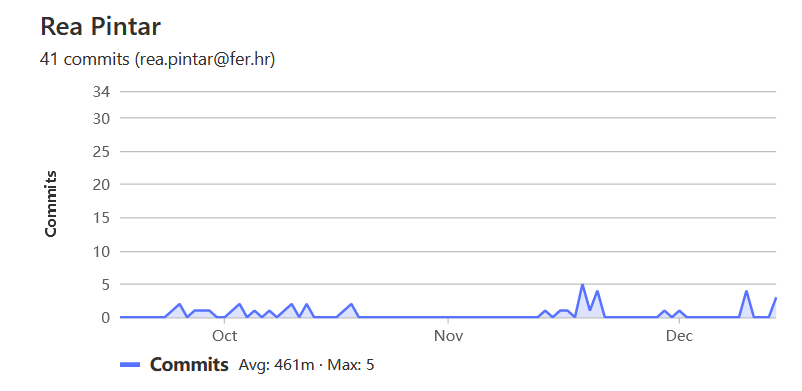 Rea Pintar
41 commits (rea.pintar@fer.hr)
34
30
25
20
15
10
5
0
Commits
Oct Nov Dec
Commits Avg: 461m · Max: 5